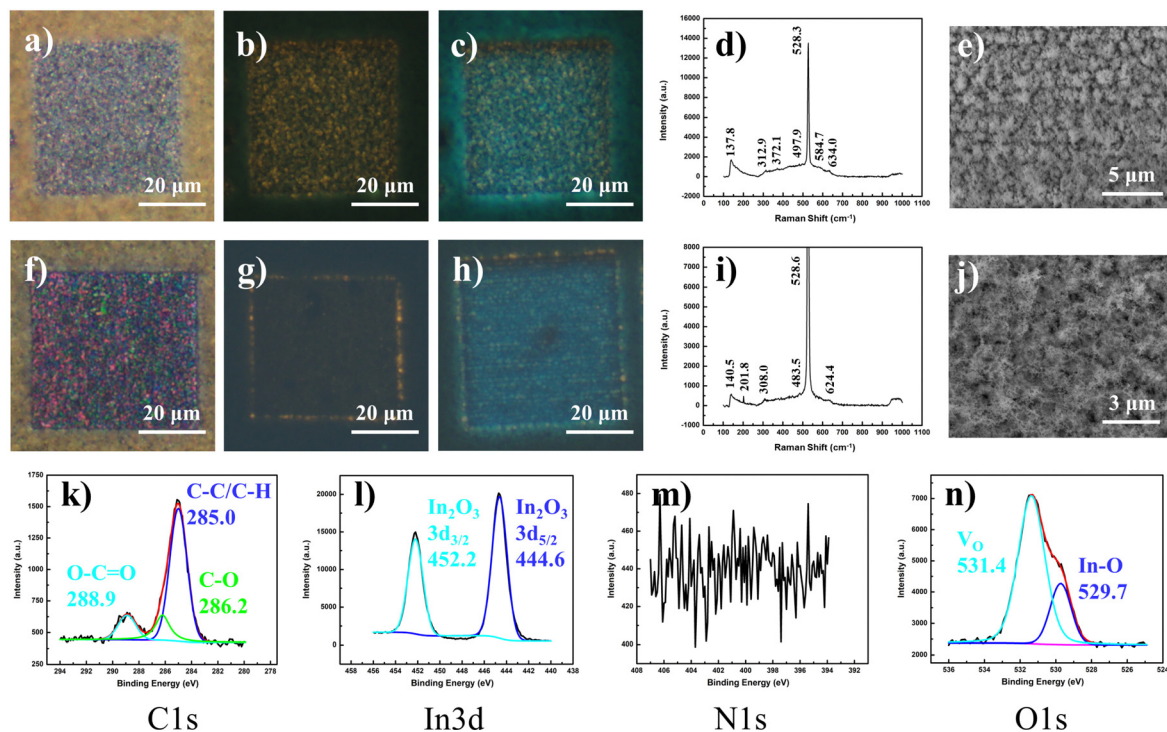 a)
20 μm
b)
20 μm
c)
20 μm
d)
Intensity (a.u.)
16000
14000
12000
10000
8000
6000
4000
2000
0
-2000
137.8
312.9
372.1
497.9
528.3
584.7
634.0
0 100 200 300 400 500 600 700 800 900 1000 1100
Raman Shift (cm⁻¹)
e)
5 μm
f)
20 μm
g)
20 μm
h)
20 μm
i)
Intensity (a.u.)
8000
7000
6000
5000
4000
3000
2000
1000
0
-1000
140.5
201.8
308.0
483.5
528.6
624.4
0 100 200 300 400 500 600 700 800 900 1000 1100
Raman Shift (cm⁻¹)
j)
3 μm
k)
Intensity (a.u.)
1750
1500
1250
1000
750
500
250
C-C/C-H
285.0
O-C=O
288.9
C-O
286.2
294 292 290 288 286 284 282 280 278
Binding Energy (eV)
C1s
l)
Intensity (a.u.)
20000
15000
10000
5000
0
In₂O₃
3d₃/₂
452.2
In₂O₃
3d₅/₂
444.6
456 454 452 450 448 446 444 442 440 438
Binding Energy (eV)
In3d
m)
Intensity (a.u.)
480
470
460
450
440
430
420
410
400
408 406 404 402 400 398 396 394 392
Binding Energy (eV)
N1s
n)
Intensity (a.u.)
7000
6000
5000
4000
3000
2000
V_O
531.4
In-O
529.7
536 534 532 530 528 526 524
Binding Energy (eV)
O1s